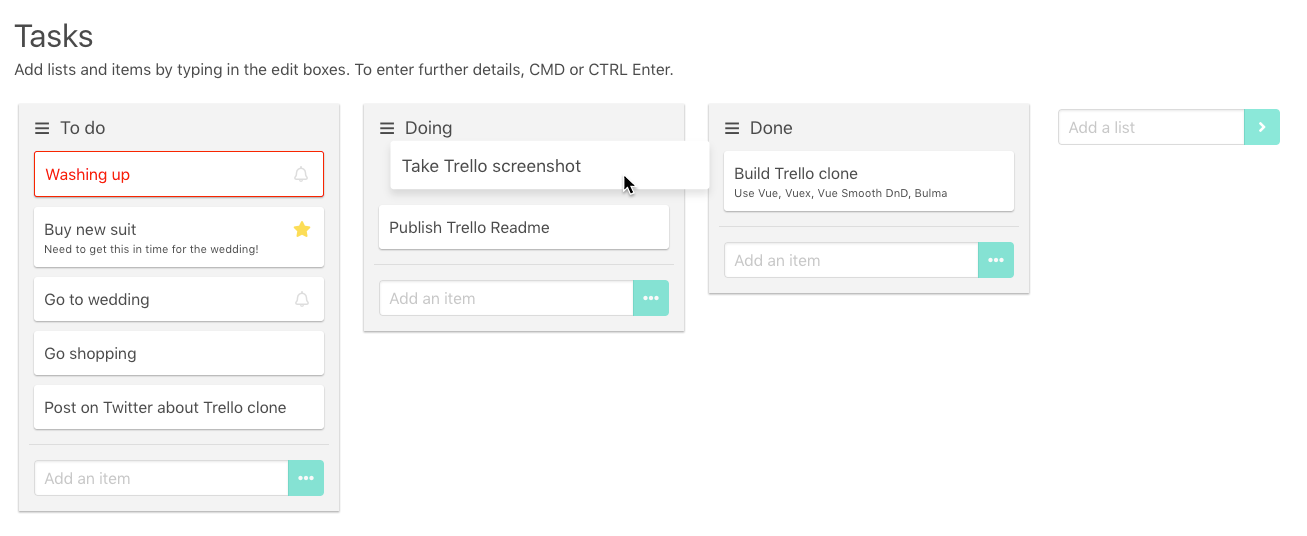 Tasks
Add lists and items by typing in the edit boxes. To enter further details, CMD or CTRL Enter.
To do
Washing up
Buy new suit
Need to get this in time for the wedding!
Go to wedding
Go shopping
Post on Twitter about Trello clone
Add an item
Doing
Take Trello screenshot
Publish Trello Readme
Add an item
Done
Build Trello clone
Use Vue, Vuex, Vue Smooth DnD, Bulma
Add an item
Add a list